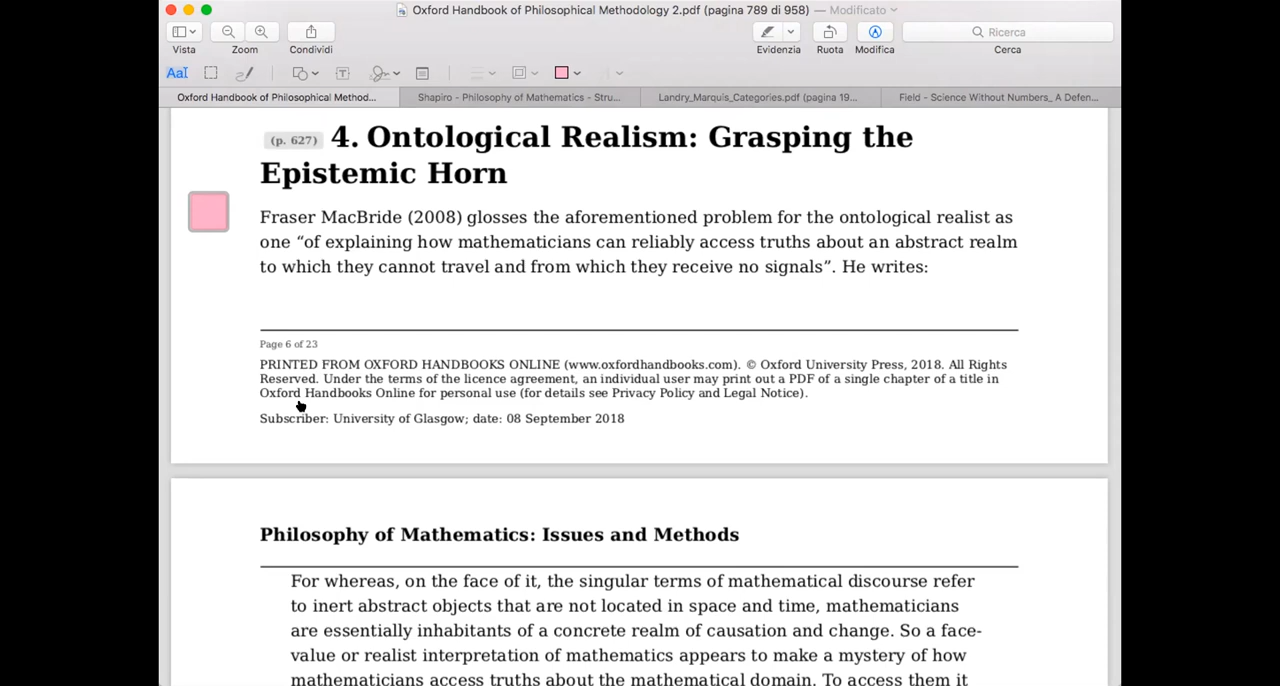 Oxford Handbook of Philosophical Methodology 2.pdf (pagina 789 di 958) — Modificato
Vista Zoom Condividi Evidenzia Ruota Modifica Ricerca Cerca
AaI T
Oxford Handbook of Philosophical Method... Shapiro - Philosophy of Mathematics - Stru... Landry_Marquis_Categories.pdf (pagina 19... Field - Science Without Numbers_ A Defen...
(p. 627) 4. Ontological Realism: Grasping the
Epistemic Horn
Fraser MacBride (2008) glosses the aforementioned problem for the ontological realist as
one “of explaining how mathematicians can reliably access truths about an abstract realm
to which they cannot travel and from which they receive no signals”. He writes:
Page 6 of 23
PRINTED FROM OXFORD HANDBOOKS ONLINE (www.oxfordhandbooks.com). © Oxford University Press, 2018. All Rights
Reserved. Under the terms of the licence agreement, an individual user may print out a PDF of a single chapter of a title in
Oxford Handbooks Online for personal use (for details see Privacy Policy and Legal Notice).
Subscriber: University of Glasgow; date: 08 September 2018
Philosophy of Mathematics: Issues and Methods
For whereas, on the face of it, the singular terms of mathematical discourse refer
to inert abstract objects that are not located in space and time, mathematicians
are essentially inhabitants of a concrete realm of causation and change. So a face-
value or realist interpretation of mathematics appears to make a mystery of how
mathematicians access truths about the mathematical domain. To access them it